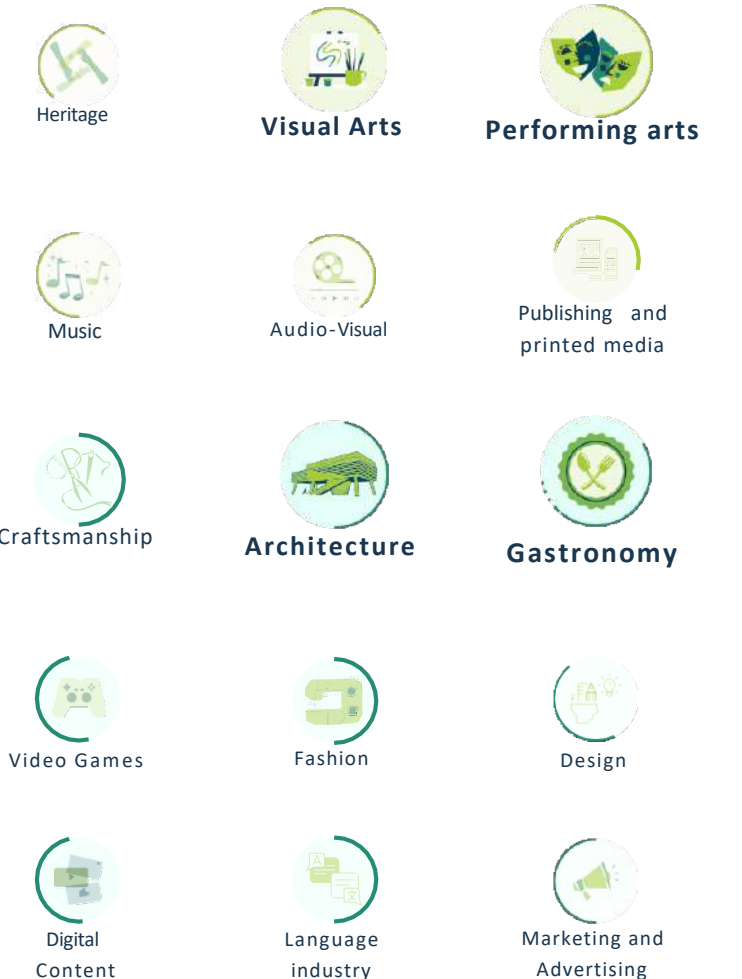 Heritage
Visual Arts
Performing arts
Music
Audio-Visual
Publishing and
printed media
Craftsmanship
Architecture
Gastronomy
Video Games
Fashion
Design
Digital
Content
Language
industry
Marketing and
Advertising